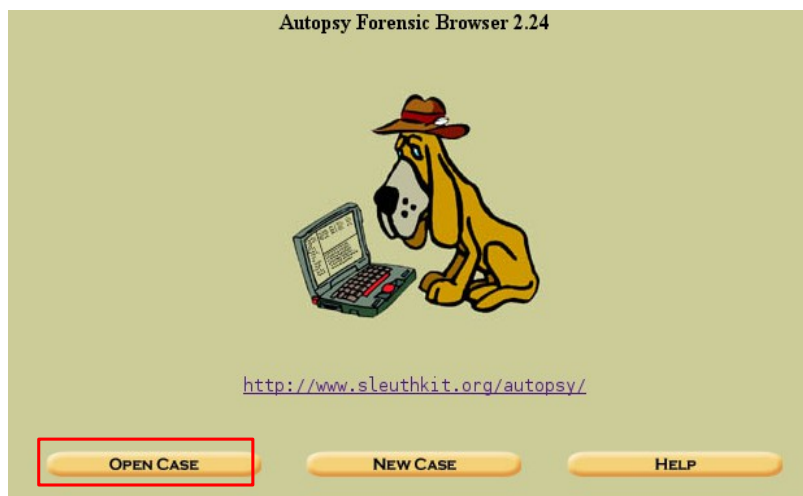 Autopsy Forensic Browser 2.24
http://www.sleuthkit.org/autopsy/
OPEN CASE NEW CASE HELP